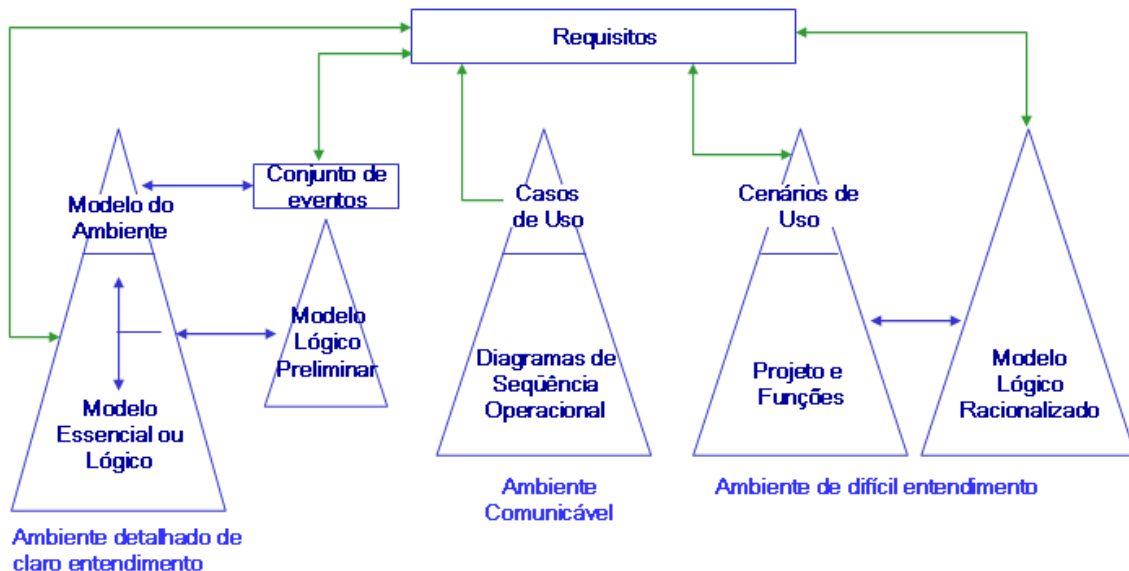 Requisitos
Conjunto de
eventos
Modelo do
Ambiente
Casos
de Uso
Cenários de
Uso
Modelo
Lógico
Preliminar
Diagramas de
Seqüência
Operacional
Projeto e
Funções
Modelo
Lógico
Racionalizado
Modelo
Essencial ou
Lógico
Ambiente
Comunicável
Ambiente de difícil entendimento
Ambiente detalhado de
claro entendimento